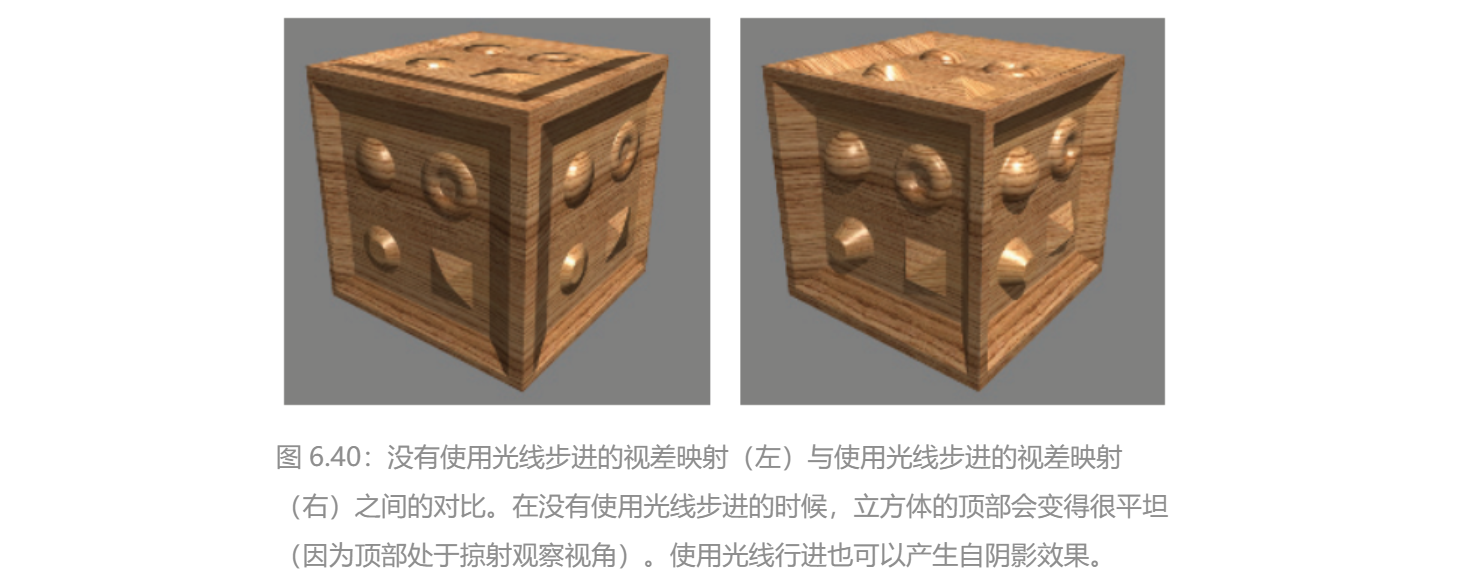 图 6.40：没有使用光线步进的视差映射（左）与使用光线步进的视差映射
（右）之间的对比。在没有使用光线步进的时候，立方体的顶部会变得很平坦
（因为顶部处于掠射观察视角）。使用光线行进也可以产生自阴影效果。